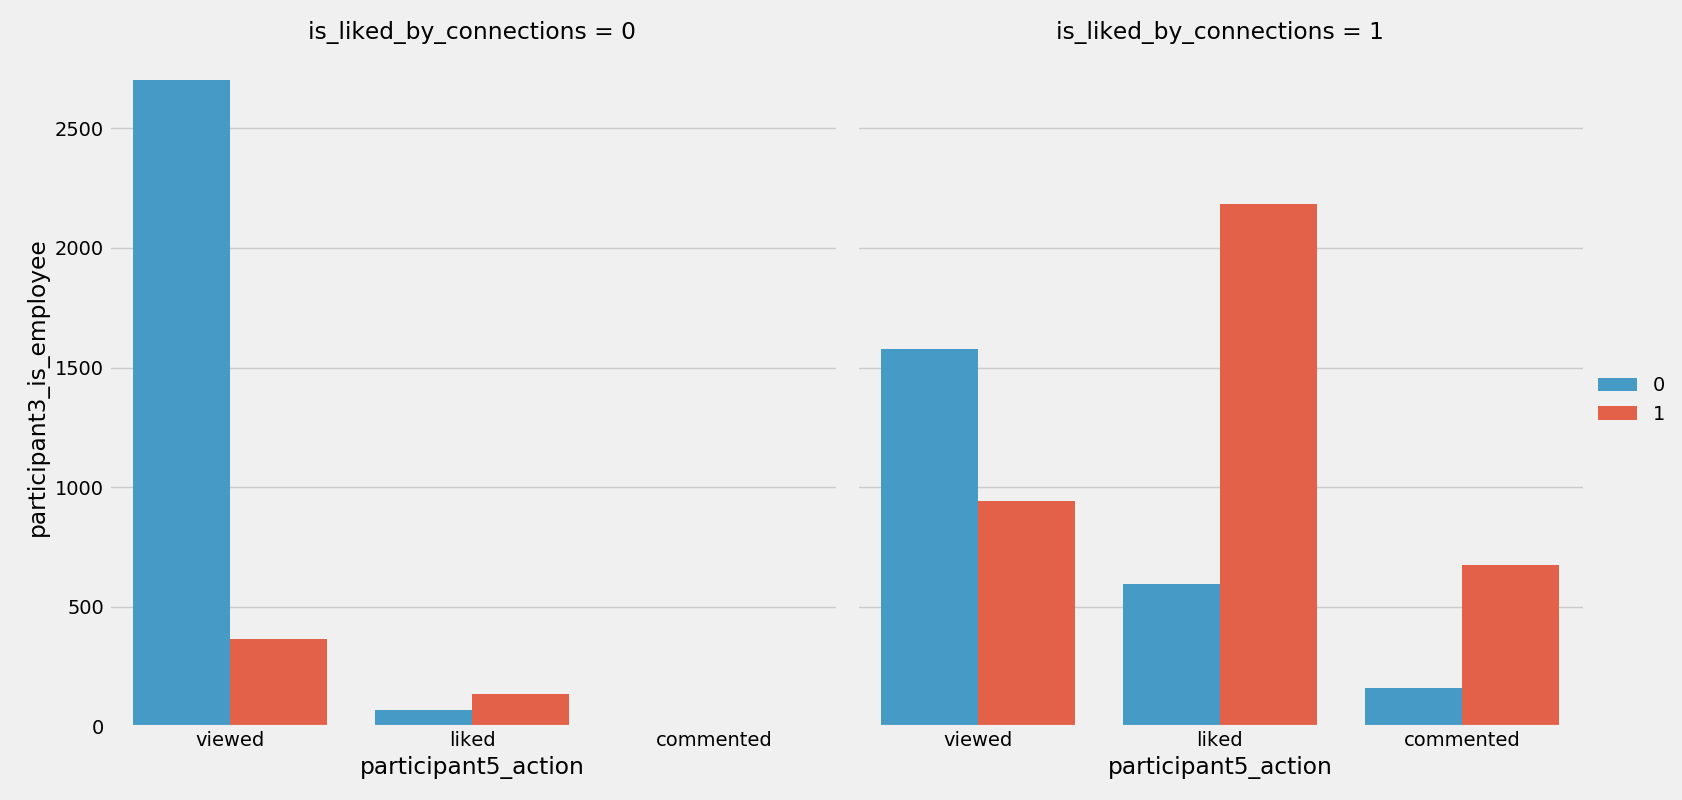 is_liked_by_connections = 0
is_liked_by_connections = 1
participant3_is_employee
2500
2000
1500
1000
500
0
viewed
liked
commented
viewed
liked
commented
participant5_action
participant5_action
0
1